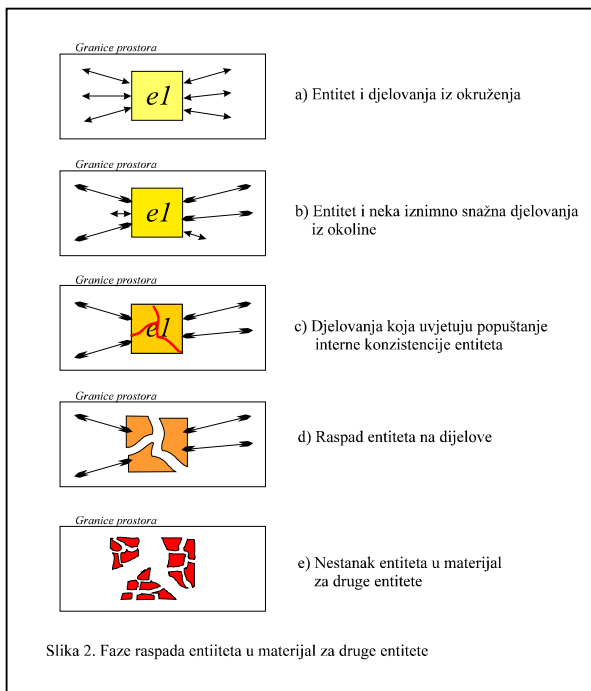 Granice prostora
e1
a) Entitet i djelovanja iz okruženja
Granice prostora
e1
b) Entitet i neka iznimno snažna djelovanja
iz okoline
Granice prostora
e1
c) Djelovanja koja uvjetuju popuštanje
interne konzistencije entiteta
Granice prostora
d) Raspad entiteta na dijelove
Granice prostora
e) Nestanak entiteta u materijal
za druge entitete
Slika 2. Faze raspada entiiteta u materijal za druge entitete